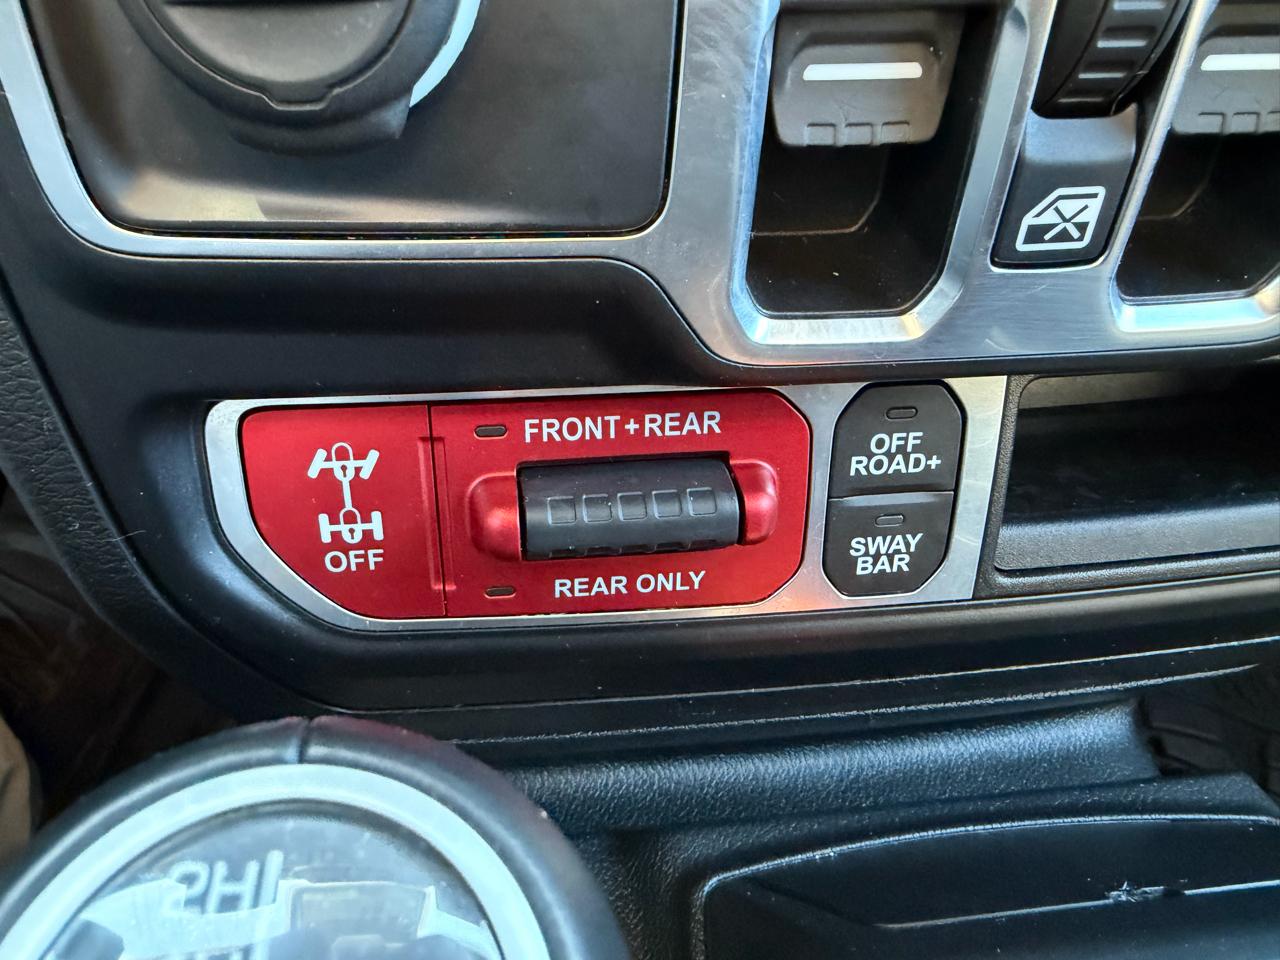 FRONT+REAR
OFF
REAR ONLY
OFF
ROAD+
SWAY
BAR